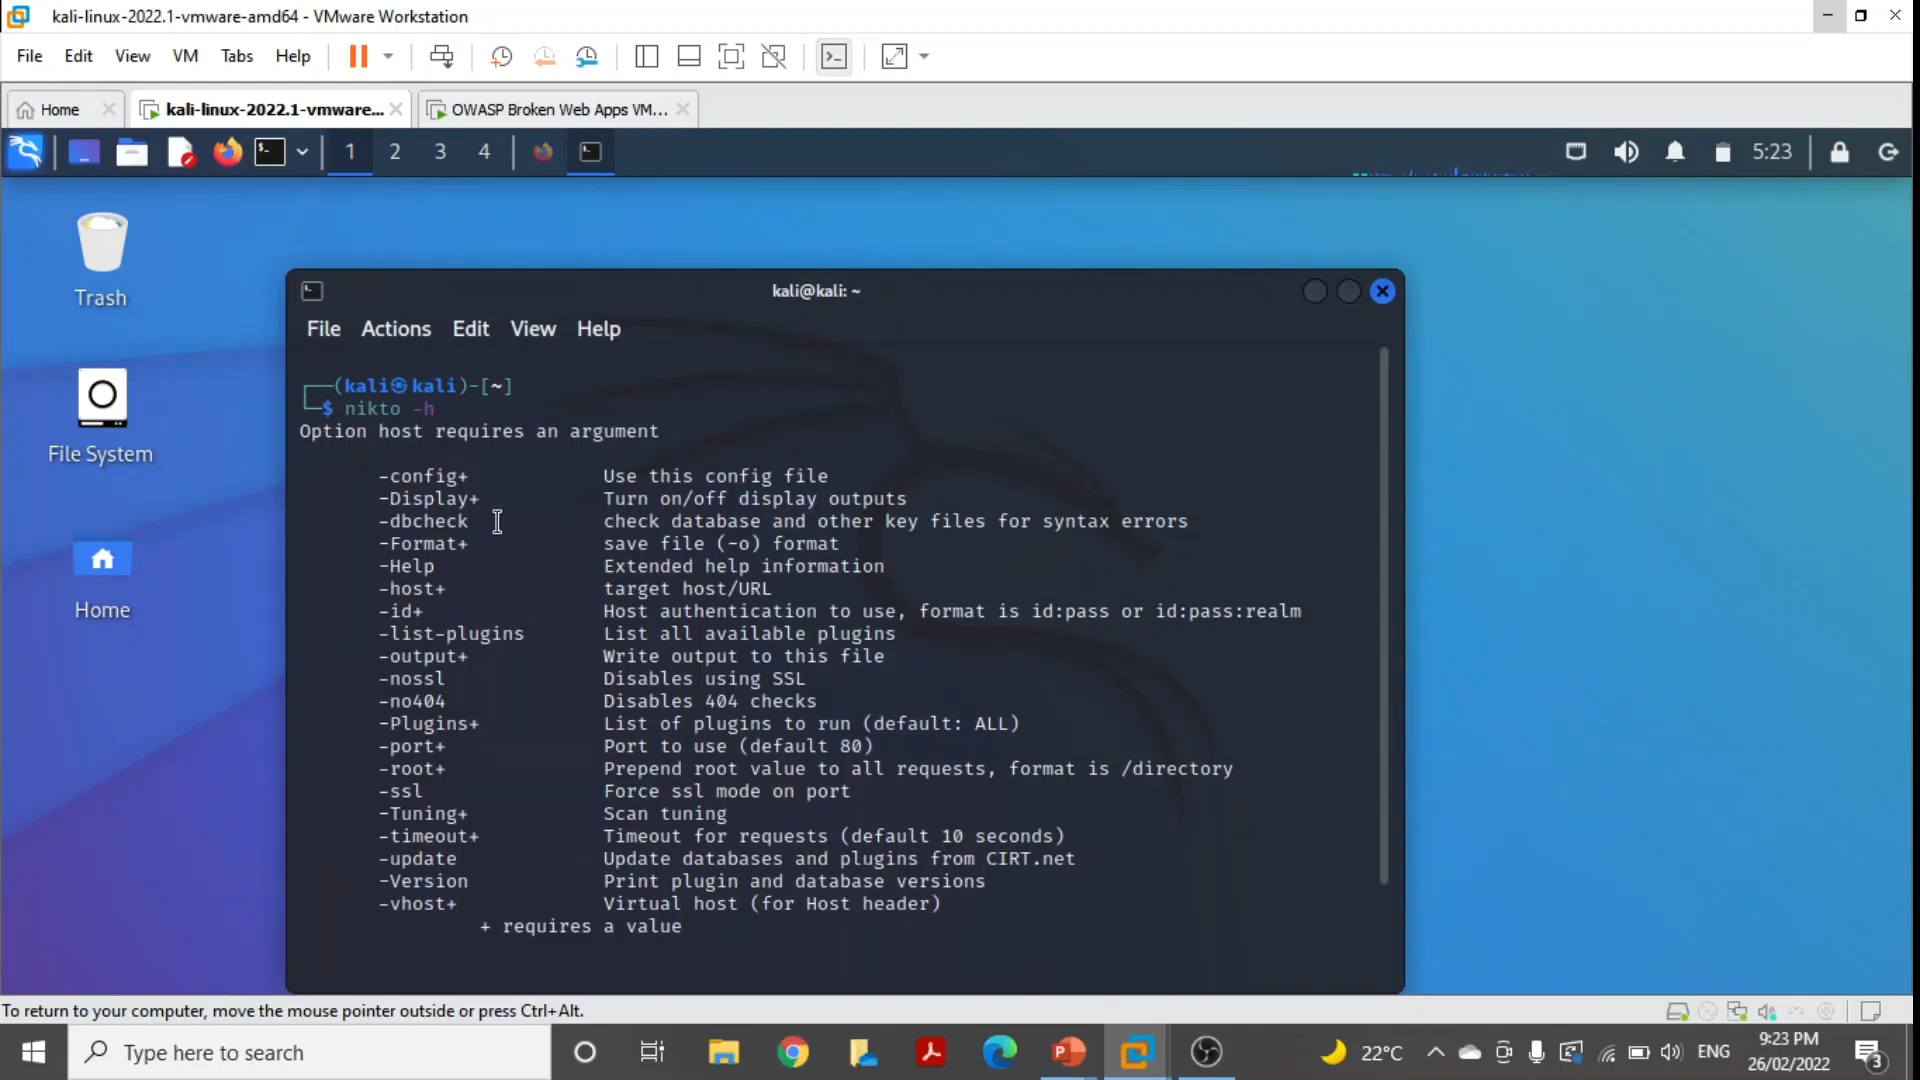 kali-linux-2022.1-vmware-amd64 - VMware Workstation
File Edit View VM Tabs Help
Home kali-linux-2022.1-vmware... OWASP Broken Web Apps VM...
1 2 3 4 5:23
Trash
File System
Home
kali@kali: ~
File Actions Edit View Help
(kali㉿kali)-[~]
$ nikto -h
Option host requires an argument
-config+ Use this config file
-Display+ Turn on/off display outputs
-dbcheck check database and other key files for syntax errors
-Format+ save file (-o) format
-Help Extended help information
-host+ target host/URL
-id+ Host authentication to use, format is id:pass or id:pass:realm
-list-plugins List all available plugins
-output+ Write output to this file
-nossl Disables using SSL
-no404 Disables 404 checks
-Plugins+ List of plugins to run (default: ALL)
-port+ Port to use (default 80)
-root+ Prepend root value to all requests, format is /directory
-ssl Force ssl mode on port
-Tuning+ Scan tuning
-timeout+ Timeout for requests (default 10 seconds)
-update Update databases and plugins from CIRT.net
-Version Print plugin and database versions
-vhost+ Virtual host (for Host header)
+ requires a value
To return to your computer, move the mouse pointer outside or press Ctrl+Alt.
Type here to search
22°C ENG
9:23 PM
26/02/2022
3